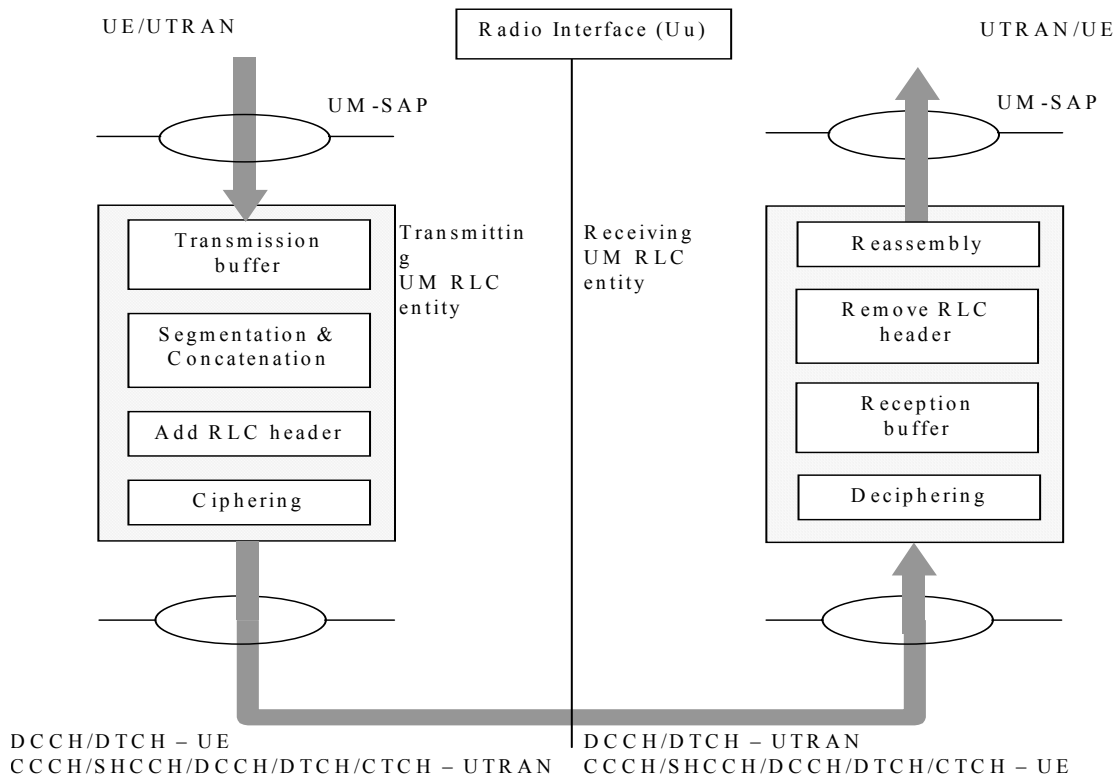 UE/UTRAN
Radio Interface (Uu)
UTRAN/UE
UM-SAP
UM-SAP
Transmission
buffer
Segmentation &
Concatenation
Add RLC header
Ciphering
Transmittin
g
UM RLC
entity
Receiving
UM RLC
entity
Reassembly
Remove RLC
header
Reception
buffer
Deciphering
DCCH/DTCH – UE
CCCH/SHCCH/DCCH/DTCH/CTCH – UTRAN
DCCH/DTCH – UTRAN
CCCH/SHCCH/DCCH/DTCH/CTCH – UE